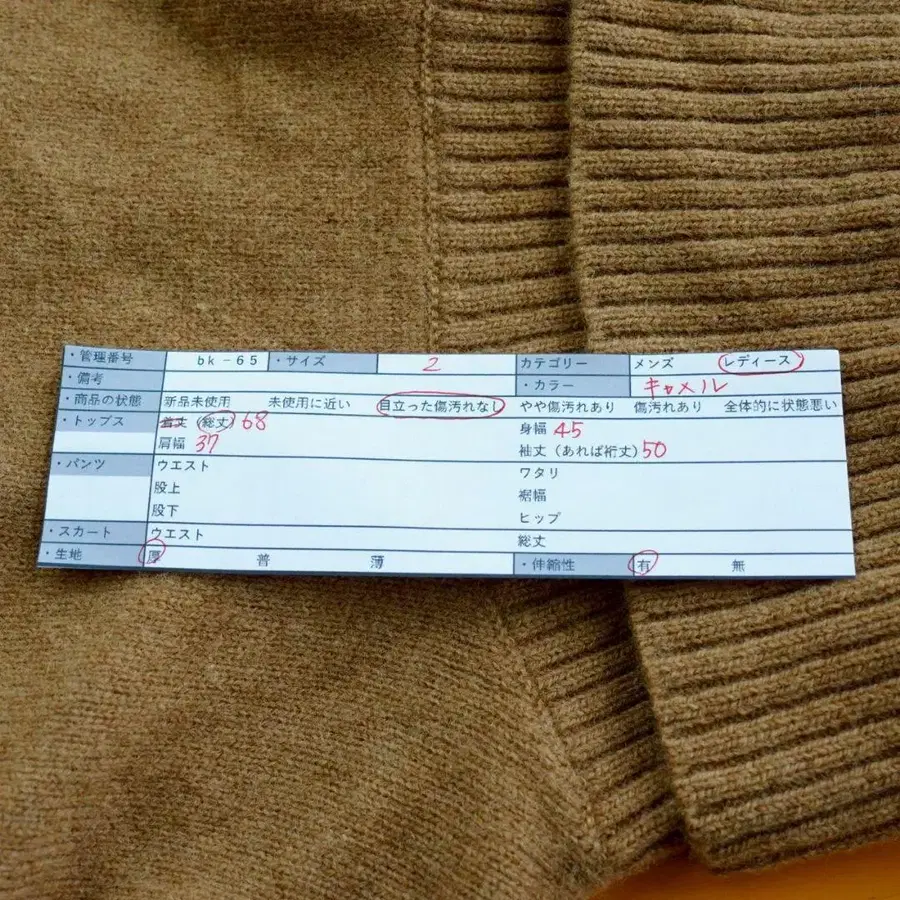 ・管理番号 bk-65 ・サイズ 2 カテゴリー メンズ レディース
・備考 ・カラー キャメル
・商品の状態 新品未使用 未使用に近い 目立った傷汚れなし やや傷汚れあり 傷汚れあり 全体的に状態悪い
・トップス 着丈（総丈）68 身幅 45
肩幅 37 袖丈（あれば裄丈）50
・パンツ ウエスト ワタリ
股上 裾幅
股下 ヒップ
・スカート ウエスト 総丈
・生地 厚 普 薄 ・伸縮性 有 無